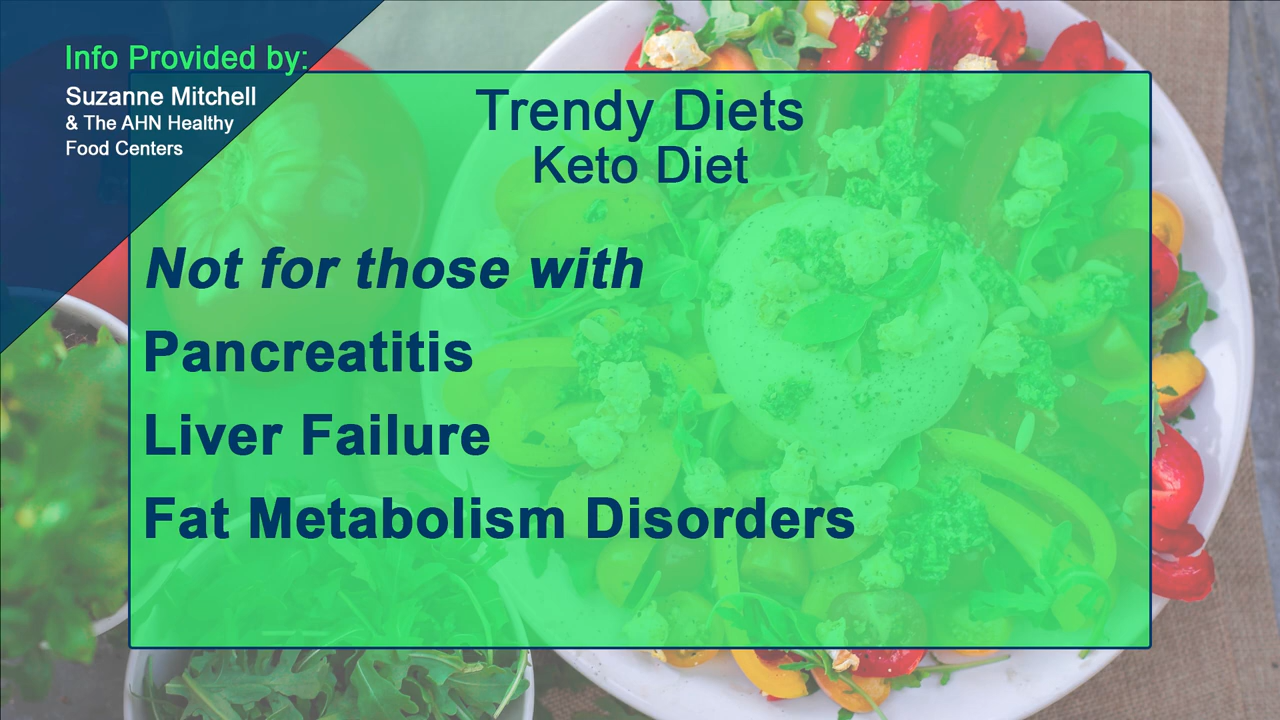 Info Provided by:
Suzanne Mitchell
& The AHN Healthy
Food Centers
Trendy Diets
Keto Diet
Not for those with
Pancreatitis
Liver Failure
Fat Metabolism Disorders